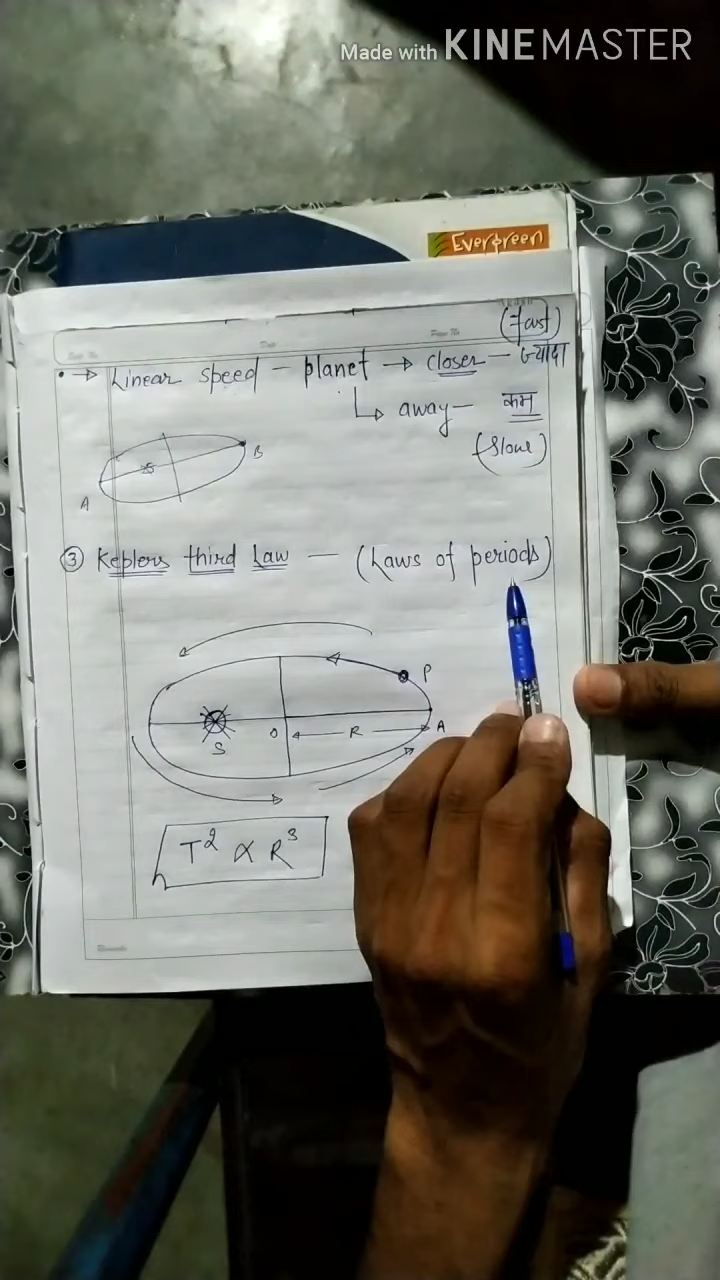 Made with KINEMASTER
Evergreen
(fast)
• → Linear speed — planet → closer — ज्यादा
↳ away — कम
(Slow)
A
B
③ Keplers third Law — (Laws of periods)
P
S
O
R
A
T² ∝ R³